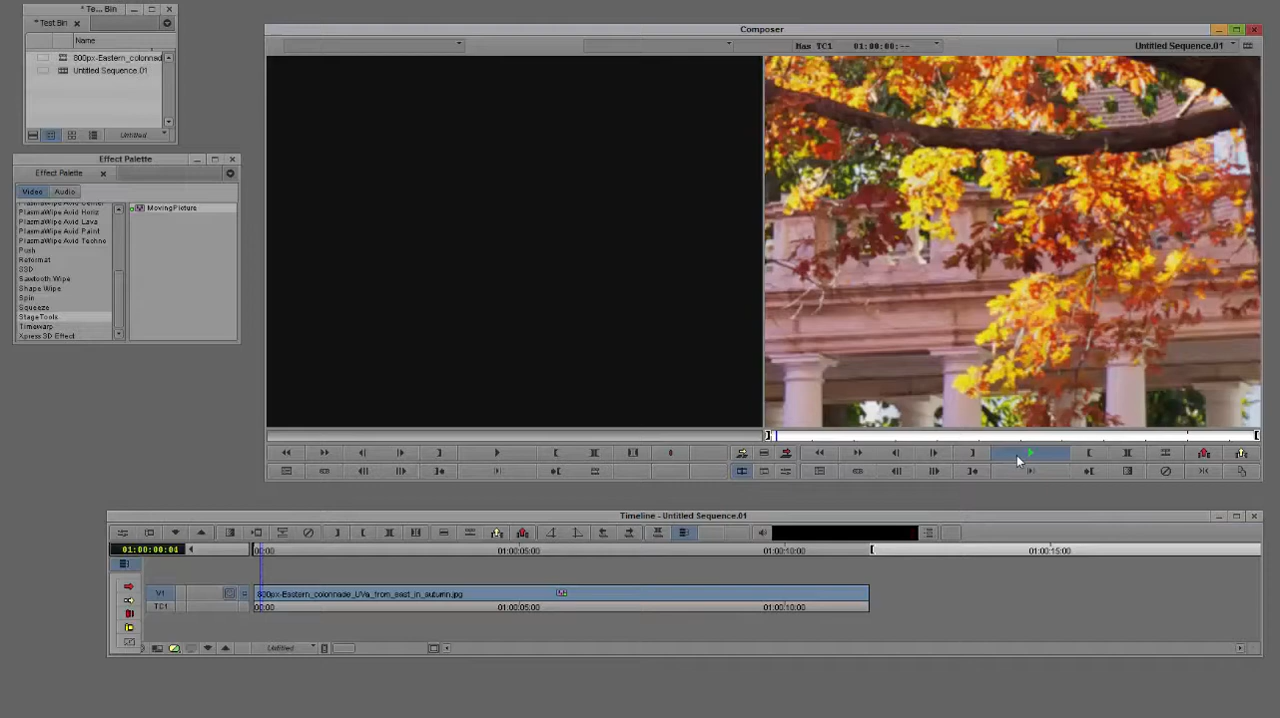 * Te... Bin
* Test Bin
Name
800px-Eastern_colonnad
Untitled Sequence.01
Untitled
Effect Palette
Effect Palette
Video
Audio
PlasmaWipe Avid Center
PlasmaWipe Avid Horiz
PlasmaWipe Avid Lava
PlasmaWipe Avid Paint
PlasmaWipe Avid Techno
Push
Reformat
S3D
Sawtooth Wipe
Shape Wipe
Spin
Squeeze
StageTools
Timewarp
Xpress 3D Effect
MovingPicture
Composer
Mas TC1 01:00:00:--
Untitled Sequence.01
Timeline - Untitled Sequence.01
01:00:00:04
00:00
01:00:05:00
01:00:10:00
01:00:15:00
V1
800px-Eastern_colonnade_UVa_from_east_in_autumn.jpg
TC1
00:00
01:00:05:00
01:00:10:00
Untitled